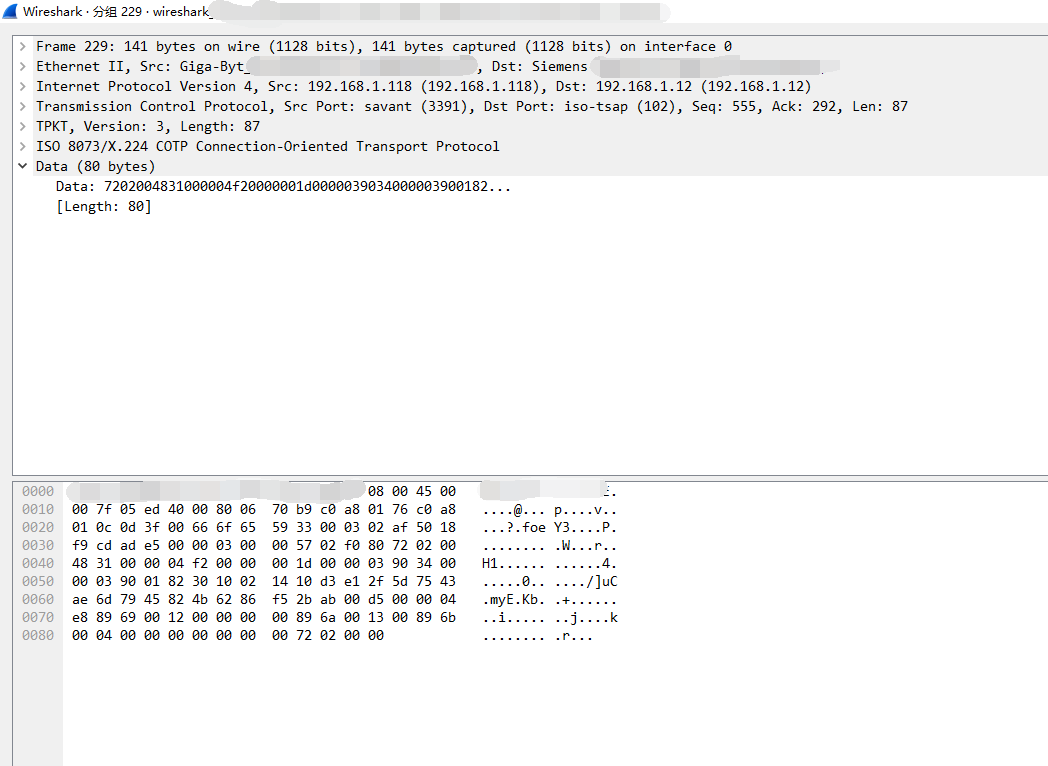 Wireshark · 分组 229 · wireshark_
Frame 229: 141 bytes on wire (1128 bits), 141 bytes captured (1128 bits) on interface 0
Ethernet II, Src: Giga-Byt_ , Dst: Siemens
Internet Protocol Version 4, Src: 192.168.1.118 (192.168.1.118), Dst: 192.168.1.12 (192.168.1.12)
Transmission Control Protocol, Src Port: savant (3391), Dst Port: iso-tsap (102), Seq: 555, Ack: 292, Len: 87
TPKT, Version: 3, Length: 87
ISO 8073/X.224 COTP Connection-Oriented Transport Protocol
Data (80 bytes)
Data: 7202004831000004f20000001d0000039034000003900182...
[Length: 80]
0000 08 00 45 00 E.
0010 00 7f 05 ed 40 00 80 06 70 b9 c0 a8 01 76 c0 a8 ....@... p....v..
0020 01 0c 0d 3f 00 66 6f 65 59 33 00 03 02 af 50 18 ...?.foe Y3....P.
0030 f9 cd ad e5 00 00 03 00 00 57 02 f0 80 72 02 00 ........ .W...r..
0040 48 31 00 00 04 f2 00 00 00 1d 00 00 03 90 34 00 H1...... ......4.
0050 00 03 90 01 82 30 10 02 14 10 d3 e1 2f 5d 75 43 .....0.. ..../]uC
0060 ae 6d 79 45 82 4b 62 86 f5 2b ab 00 d5 00 00 04 .myE.Kb. .+......
0070 e8 89 69 00 12 00 00 00 00 89 6a 00 13 00 89 6b ..i..... ..j....k
0080 00 04 00 00 00 00 00 00 00 72 02 00 00 ........ .r...